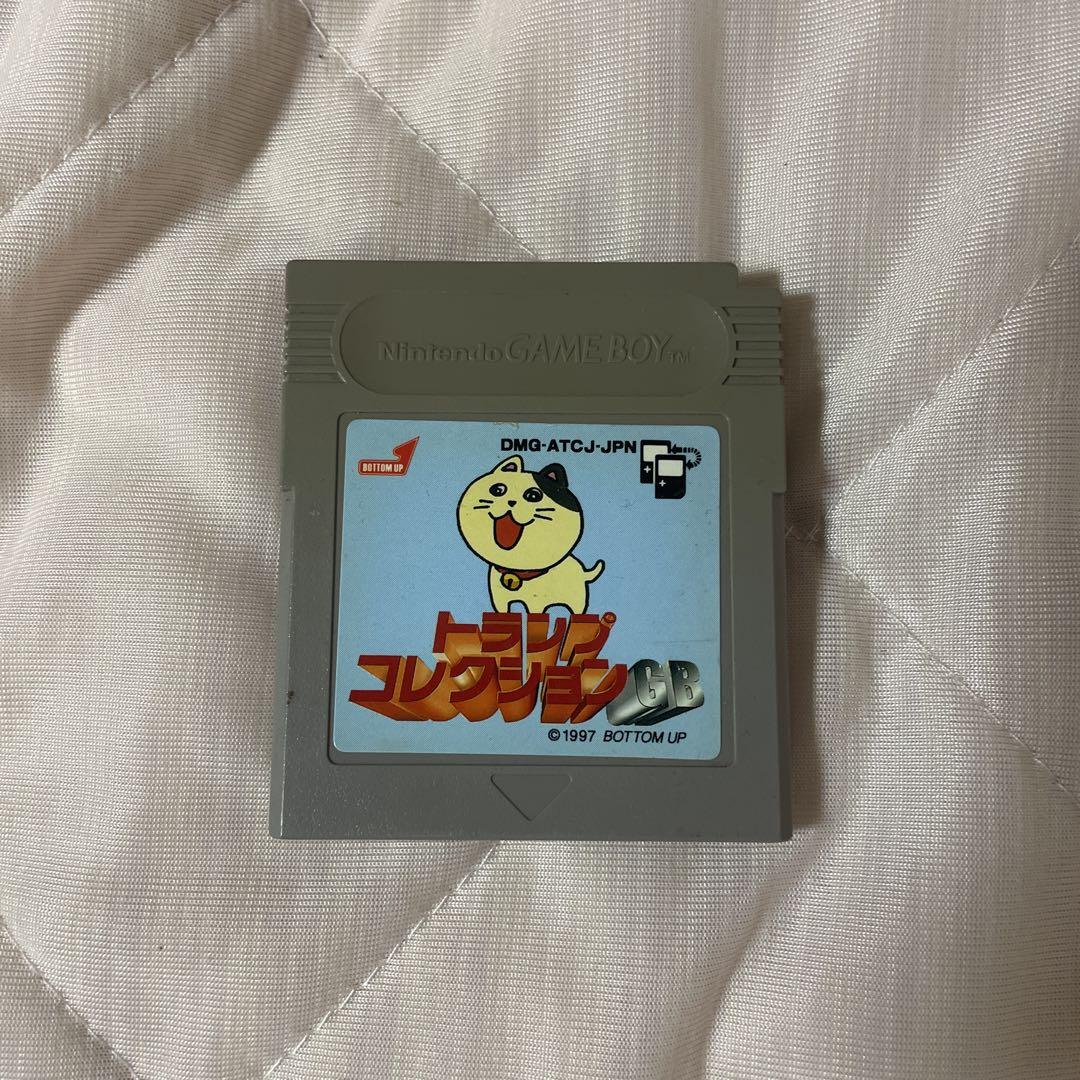 Nintendo GAME BOY TM
BOTTOM UP
DMG-ATCJ-JPN
トランプ
コレクション GB
©1997 BOTTOM UP